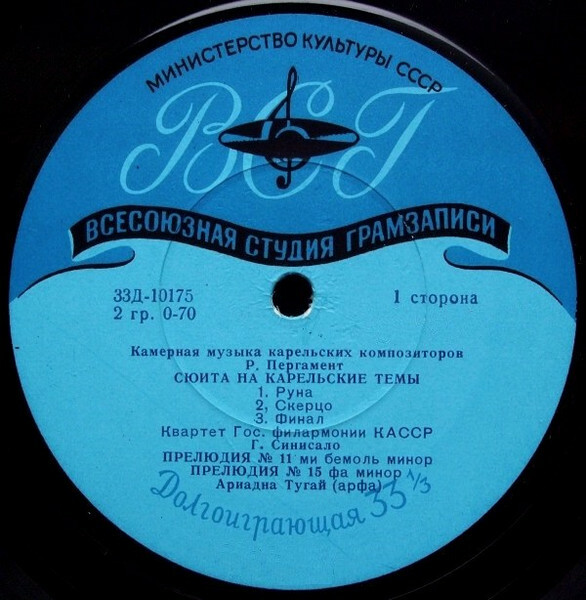 МИНИСТЕРСТВО КУЛЬТУРЫ СССР
ВСГ
ВСЕСОЮЗНАЯ СТУДИЯ ГРАМЗАПИСИ
33Д-10175
2 гр. 0-70
1 сторона
Камерная музыка карельских композиторов
Р. Пергамент
СЮИТА НА КАРЕЛЬСКИЕ ТЕМЫ
1. Руна
2, Скерцо
3. Финал
Квартет Гос. филармонии КАССР
Г. Синисало
ПРЕЛЮДИЯ № 11 ми бемоль минор
ПРЕЛЮДИЯ № 15 фа минор
Ариадна Тугай (арфа)
Долгоиграющая 33 1/3